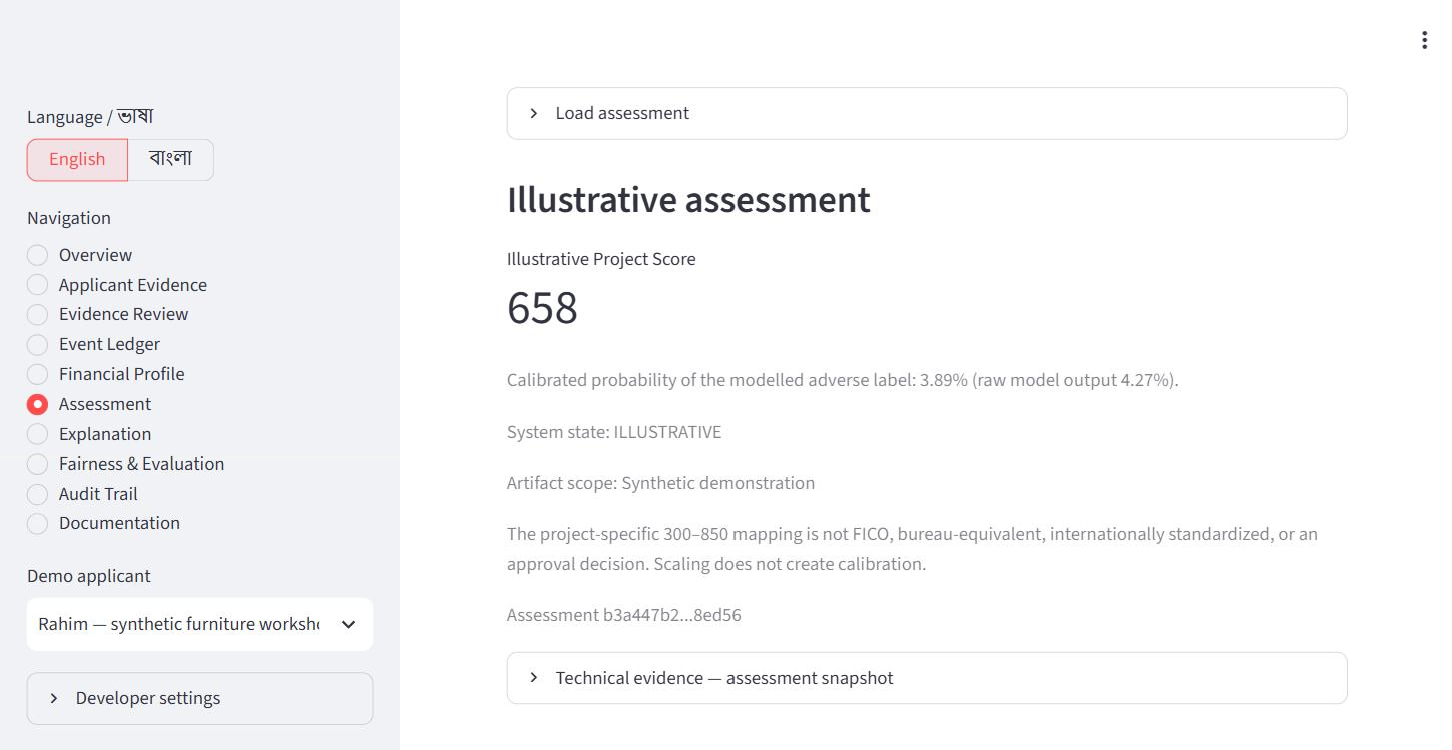 Language / ভাষা
English
বাংলা
Navigation
Overview
Applicant Evidence
Evidence Review
Event Ledger
Financial Profile
Assessment
Explanation
Fairness & Evaluation
Audit Trail
Documentation
Demo applicant
Rahim — synthetic furniture
Developer settings
Load assessment
Illustrative assessment
Illustrative Project Score
658
Calibrated probability of the modelled adverse label: 3.89% (raw model output 4.27%).
System state: ILLUSTRATIVE
Artifact scope: Synthetic demonstration
The project-specific 300–850 mapping is not FICO, bureau-equivalent, internationally standardized, or an
approval decision. Scaling does not create calibration.
Assessment b3a447b2...8ed56
Technical evidence — assessment snapshot